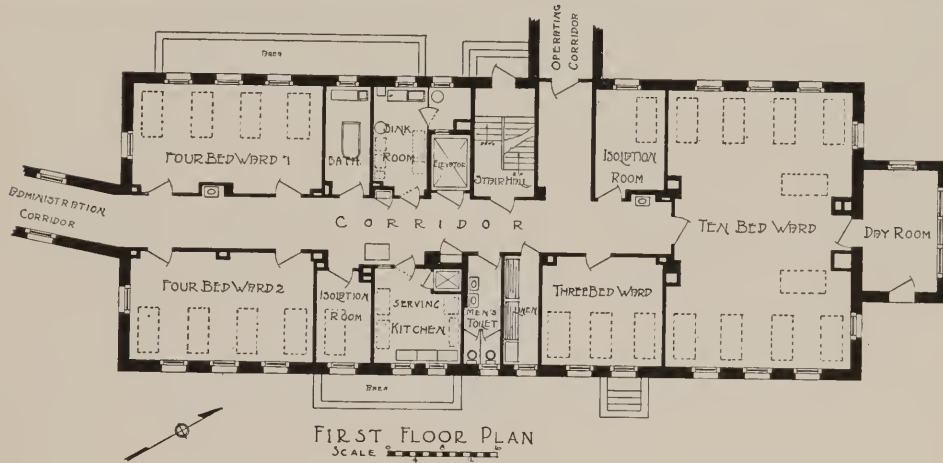 AREA
OPERATING
CORRIDOR
FOUR BED WARD 1
BATH
SINK
ROOM
ELEVATOR
STAIR HALL
ISOLATION
ROOM
ADMINISTRATION
CORRIDOR
CORRIDOR
TEN BED WARD
DAY ROOM
FOUR BED WARD 2
ISOLATION
ROOM
SERVING
KITCHEN
MEN'S
TOILET
LINEN
THREE BED WARD
AREA
FIRST FLOOR PLAN
SCALE